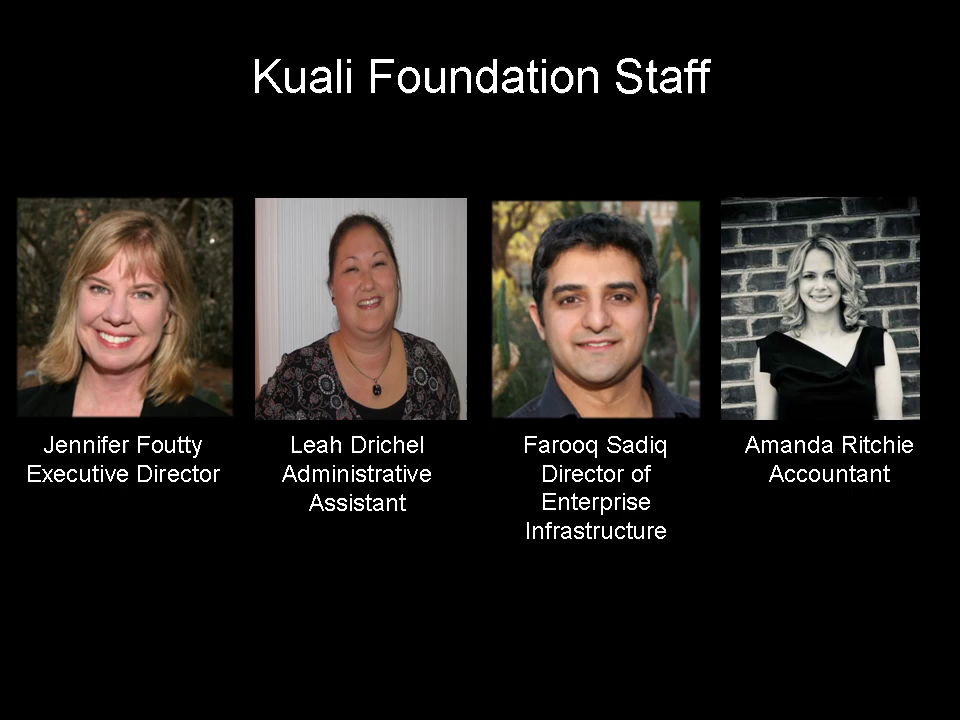 Kuali Foundation Staff
Jennifer Foutty
Executive Director
Leah Drichel
Administrative
Assistant
Farooq Sadiq
Director of
Enterprise
Infrastructure
Amanda Ritchie
Accountant